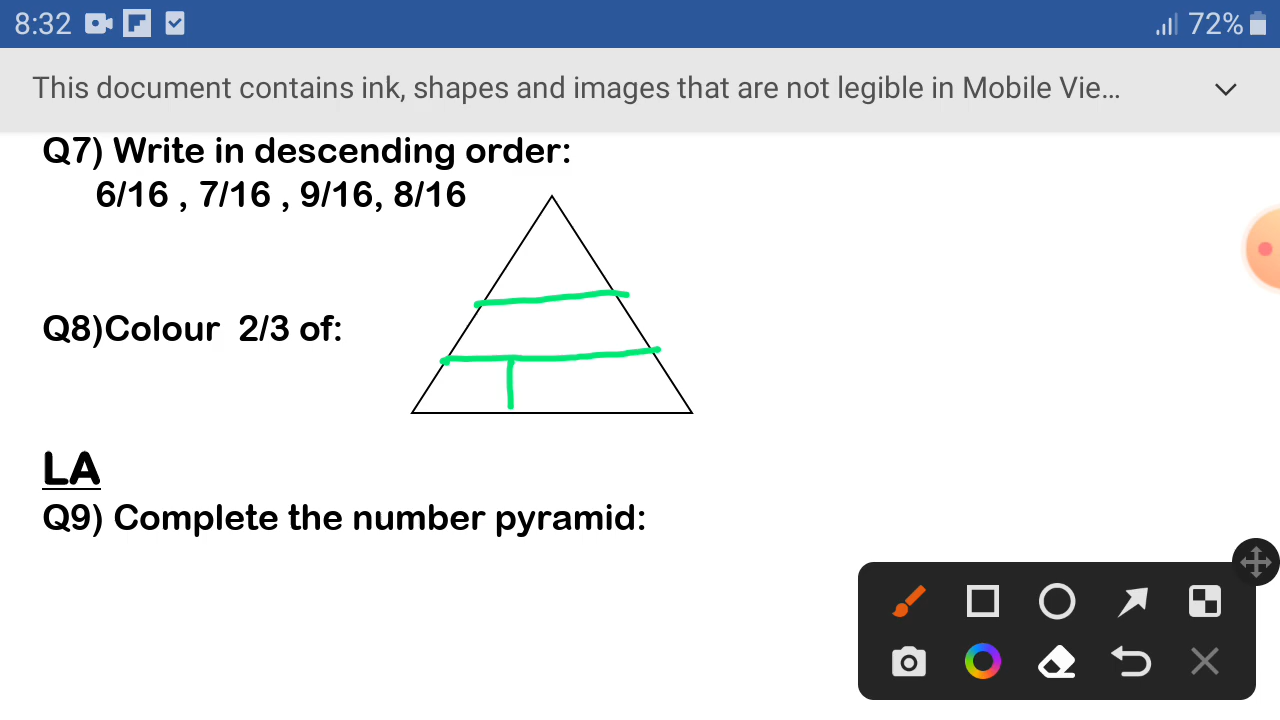 8:32 72%
This document contains ink, shapes and images that are not legible in Mobile Vie...
Q7) Write in descending order:
6/16 , 7/16 , 9/16, 8/16
Q8)Colour 2/3 of:
LA
Q9) Complete the number pyramid: